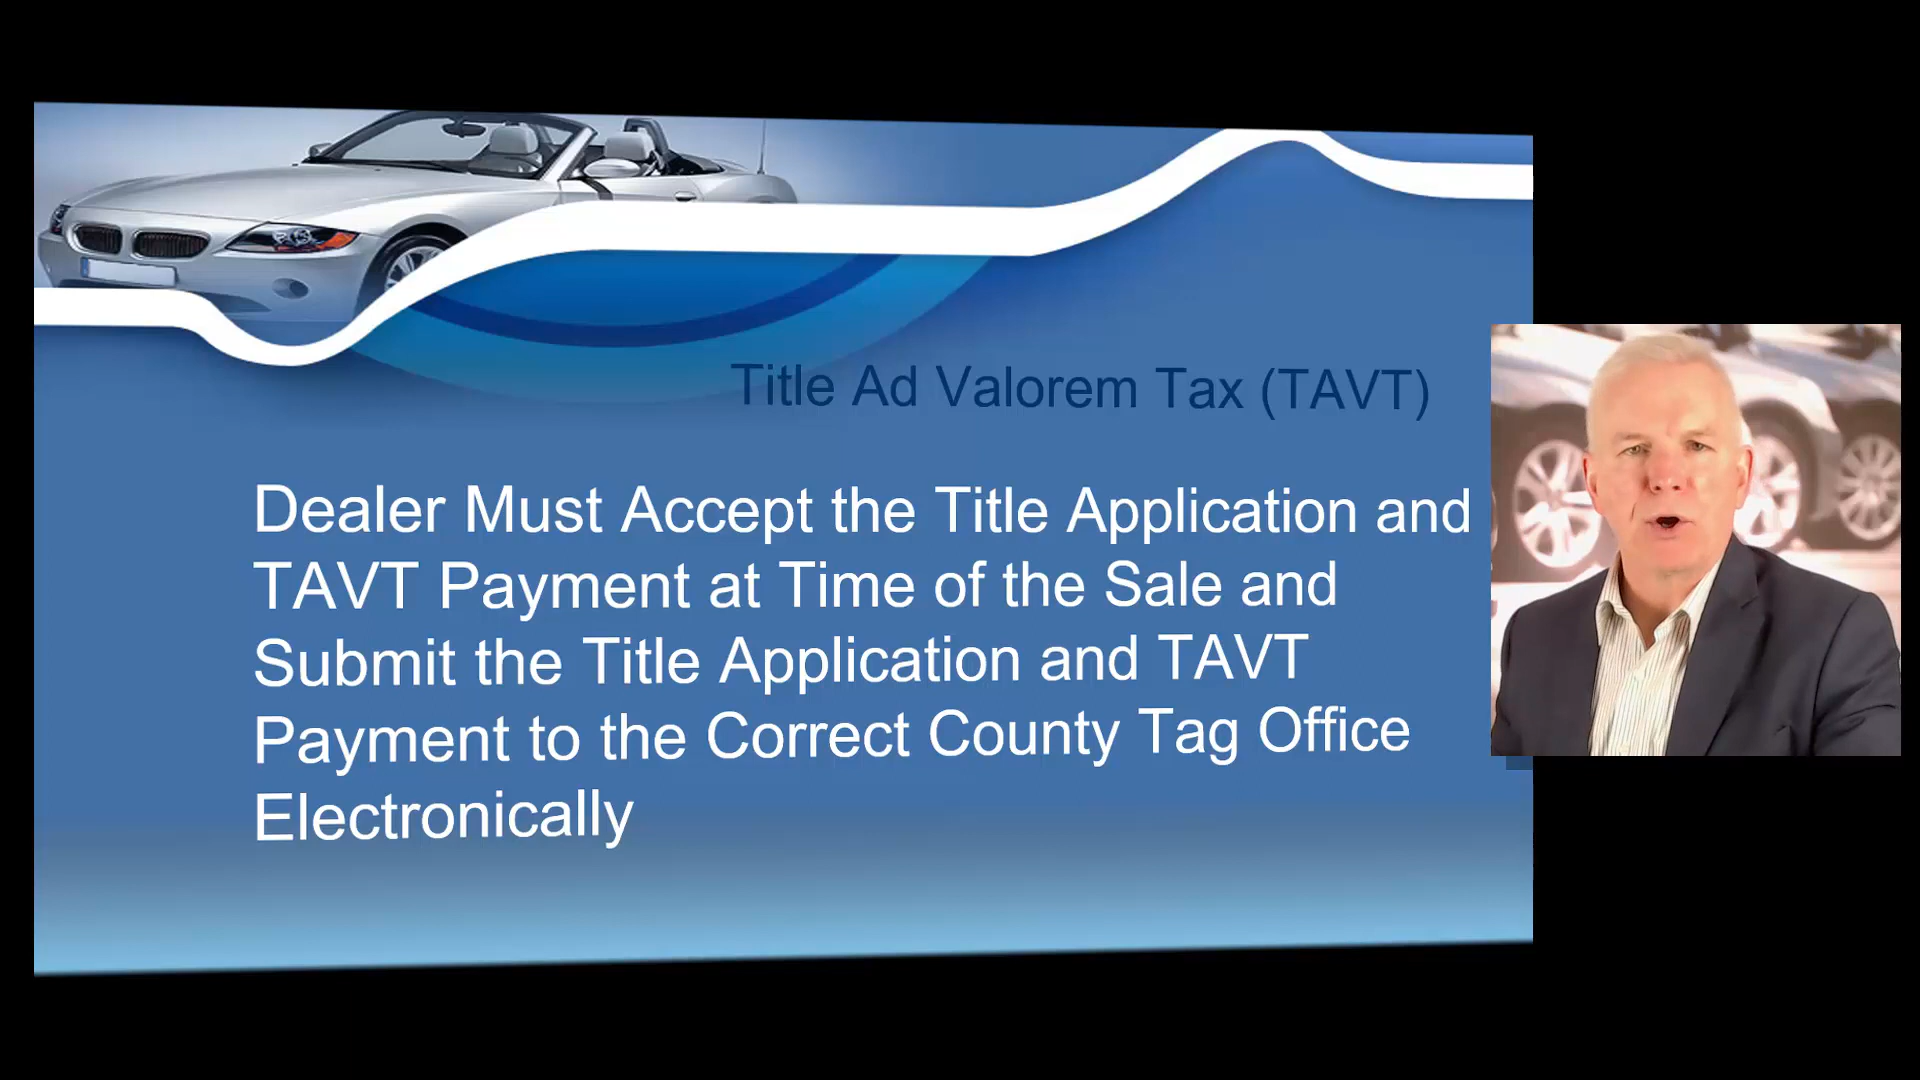 Title Ad Valorem Tax (TAVT)
Dealer Must Accept the Title Application and
TAVT Payment at Time of the Sale and
Submit the Title Application and TAVT
Payment to the Correct County Tag Office
Electronically